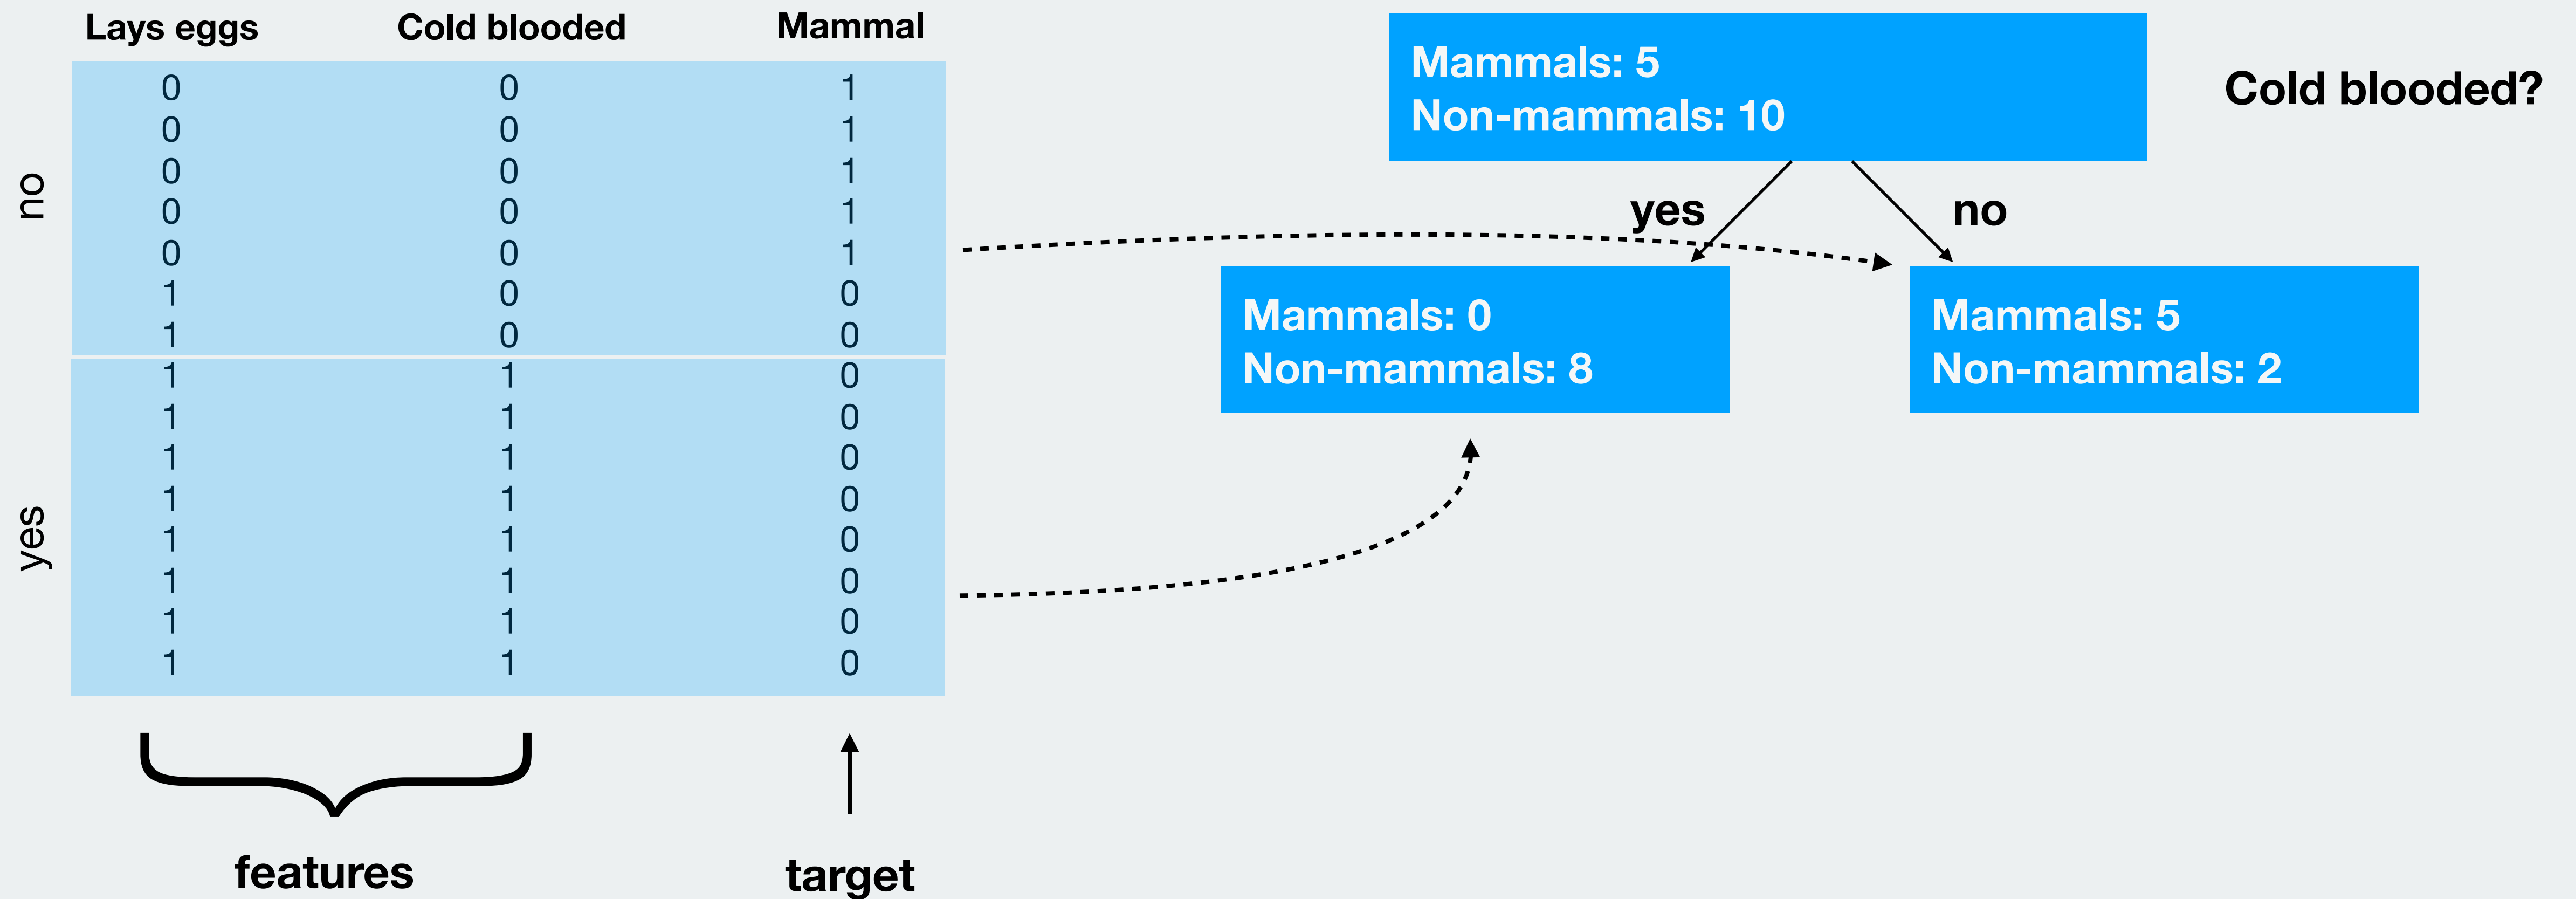 Lays eggs Cold blooded Mammal
0 0 1
0 0 1
0 0 1
0 0 1
0 0 1
1 0 0
1 0 0
1 1 0
1 1 0
1 1 0
1 1 0
1 1 0
1 1 0
1 1 0
1 1 0
no
yes
features
target
Mammals: 5
Non-mammals: 10
Cold blooded?
yes
no
Mammals: 0
Non-mammals: 8
Mammals: 5
Non-mammals: 2